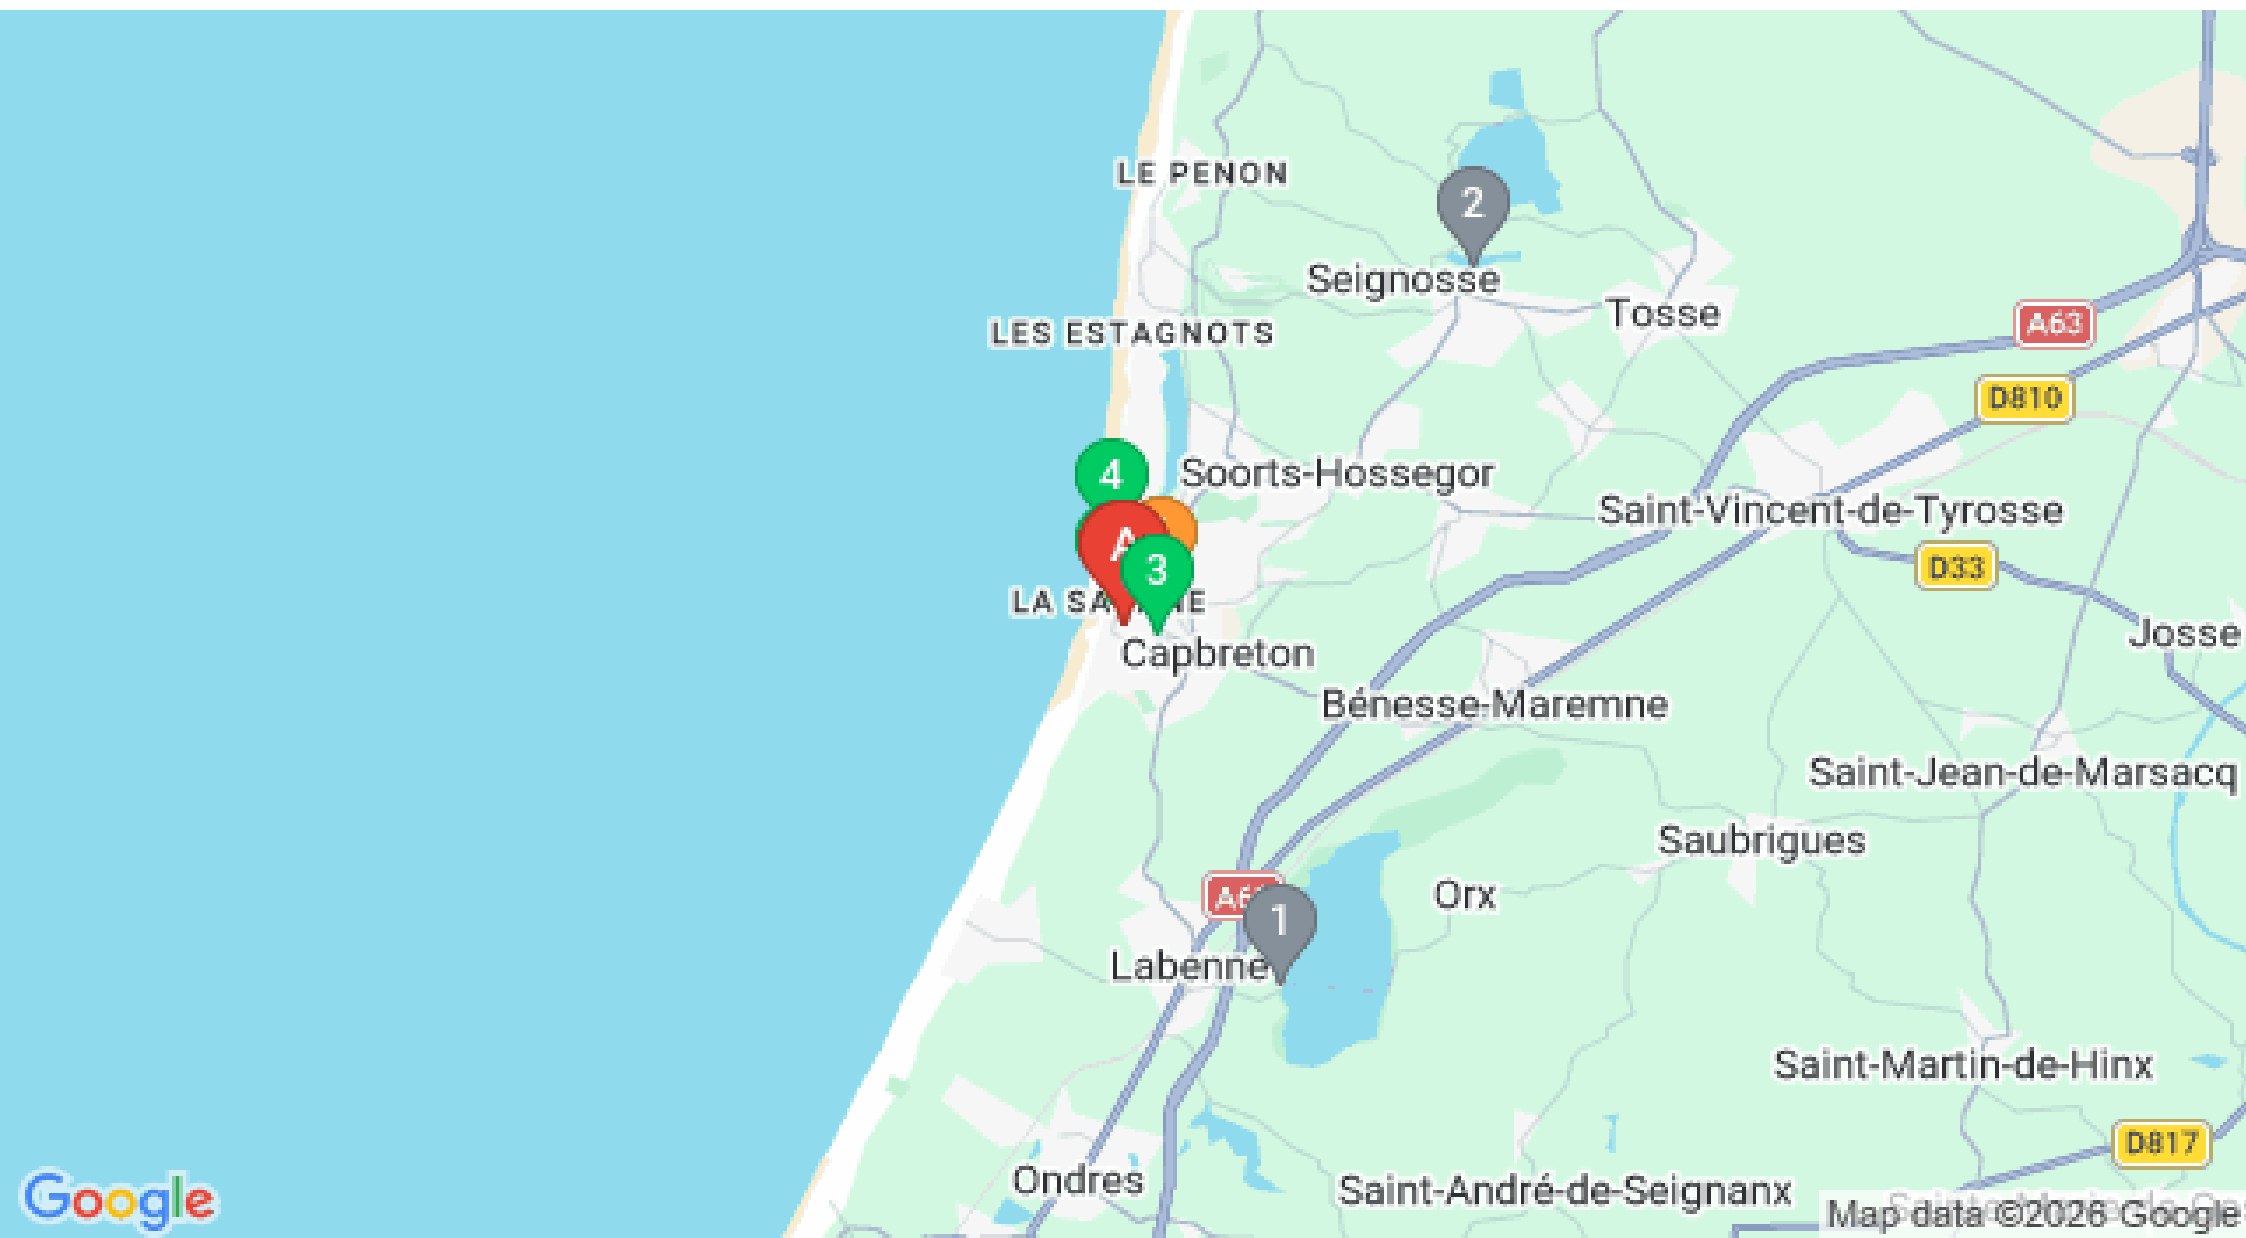 LE PENON
2
Seignosse
Tosse
A63
LES ESTAGNOTS
D810
4
Soorts-Hossegor
Saint-Vincent-de-Tyrosse
A
3
D33
LA
Josse
Capbreton
Bénesse-Maremne
Saint-Jean-de-Marsacq
Saubrigues
Orx
1
Labenne
Saint-Martin-de-Hinx
D817
Ondres
Saint-André-de-Seignanx
Google
Map data ©2026 Google